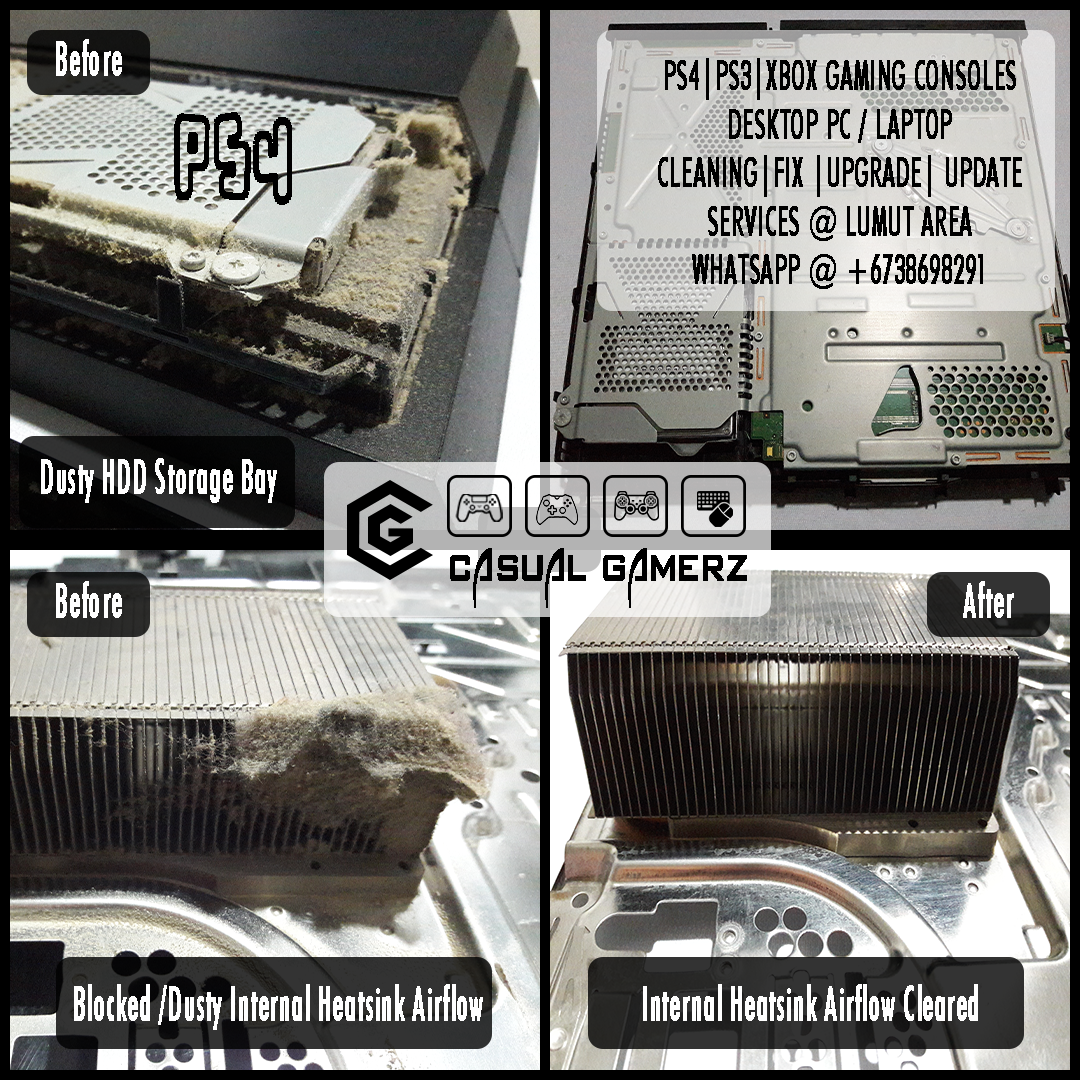 Before
PS4
Dusty HDD Storage Bay
PS4|PS3|XBOX GAMING CONSOLES
DESKTOP PC / LAPTOP
CLEANING|FIX |UPGRADE| UPDATE
SERVICES @ LUMUT AREA
WHATSAPP @ +6738698291
CG
CASUAL GAMERZ
Before
Blocked /Dusty Internal Heatsink Airflow
After
Internal Heatsink Airflow Cleared